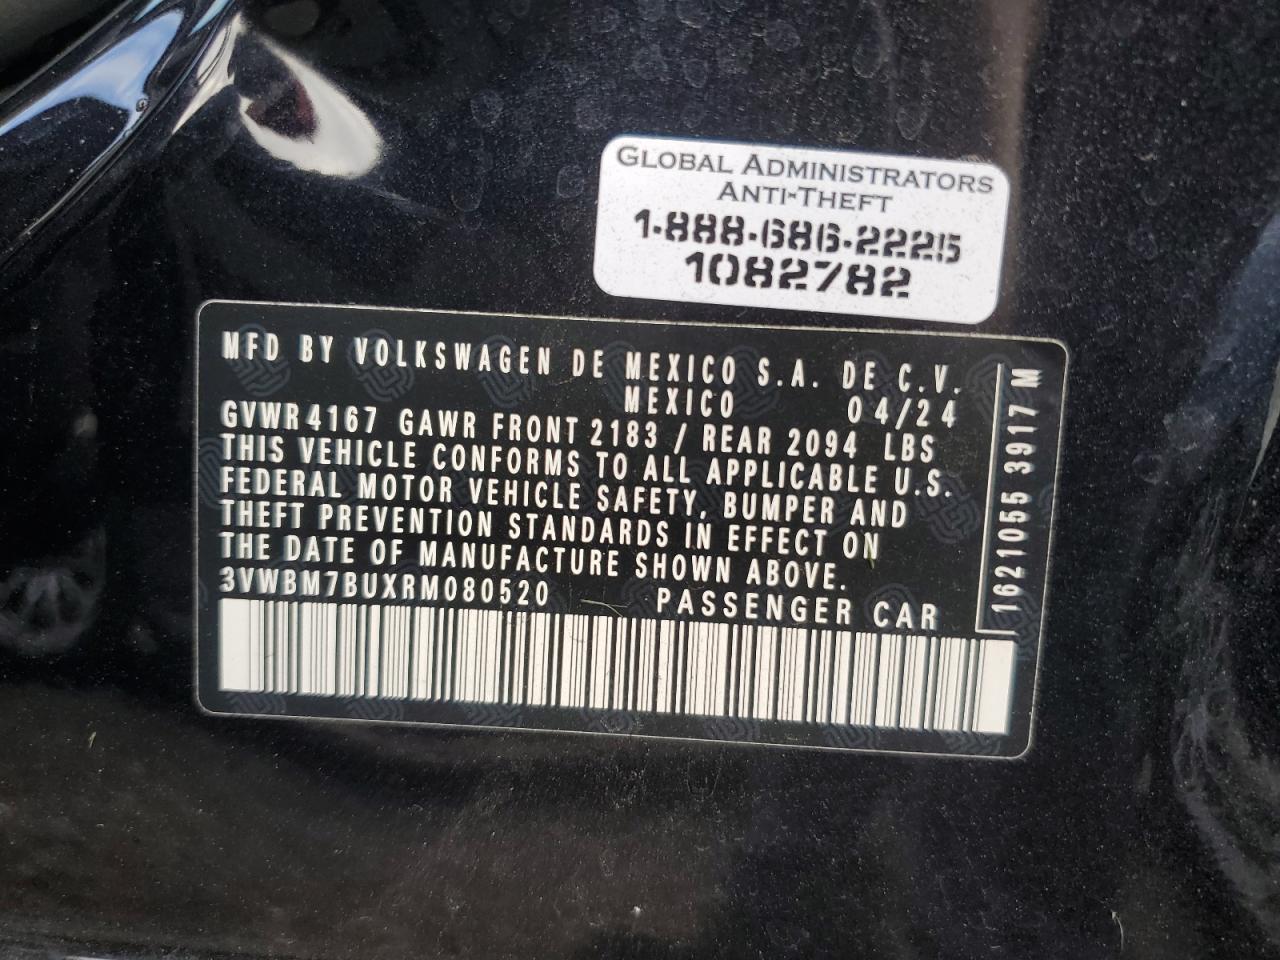 GLOBAL ADMINISTRATORS
ANTI-THEFT
1-888-686-2225
1082782
MFD BY VOLKSWAGEN DE MEXICO S.A. DE C.V.
MEXICO 04/24
GVWR 4167 GAWR FRONT 2183 / REAR 2094 LBS
THIS VEHICLE CONFORMS TO ALL APPLICABLE U.S.
FEDERAL MOTOR VEHICLE SAFETY, BUMPER AND
THEFT PREVENTION STANDARDS IN EFFECT ON
THE DATE OF MANUFACTURE SHOWN ABOVE.
3VWBM7BUXRM080520 PASSENGER CAR
1621055 3917 M